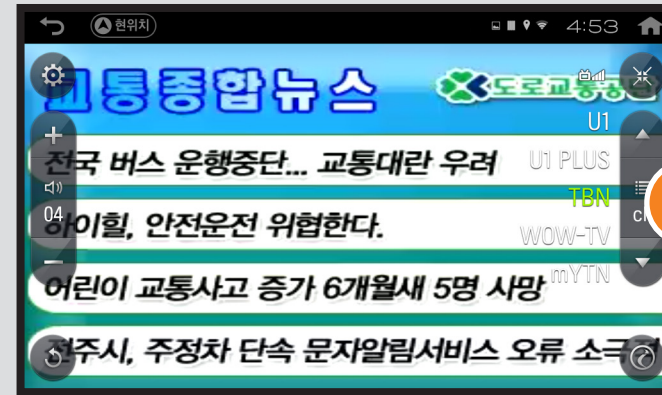 현위치
4:53
교통종합뉴스
도로교통공단
U1
전국 버스 운행중단... 교통대란 우려
U1 PLUS
TBN
04
하이힐, 안전운전 위협한다.
WOW-TV
어린이 교통사고 증가 6개월새 5명 사망
mYTN
전주시, 주정차 단속 문자알림서비스 오류 소극적